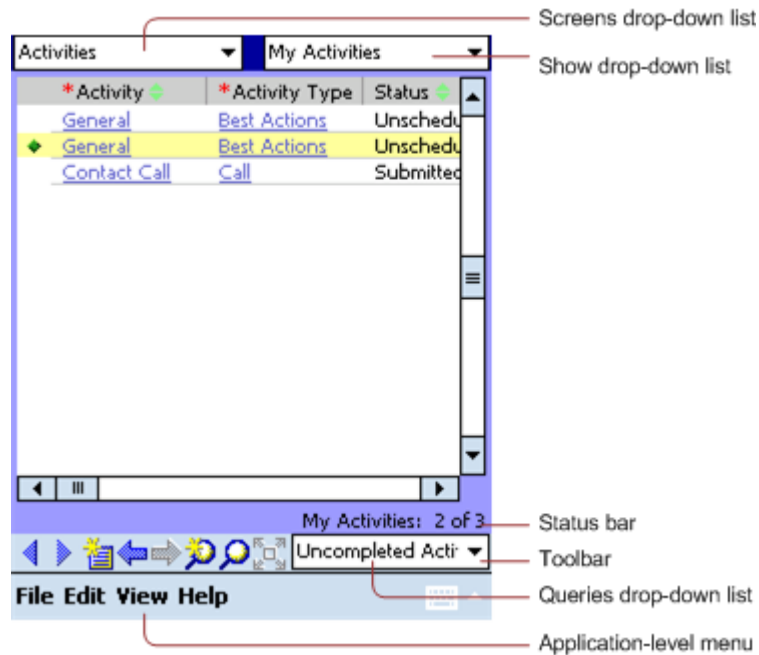 Screens drop-down list
Activities My Activities
Show drop-down list
*Activity *Activity Type Status
General Best Actions Unschedu
General Best Actions Unschedu
Contact Call Call Submitted
My Activities: 2 of 3
Status bar
Uncompleted Acti
Toolbar
File Edit View Help
Queries drop-down list
Application-level menu